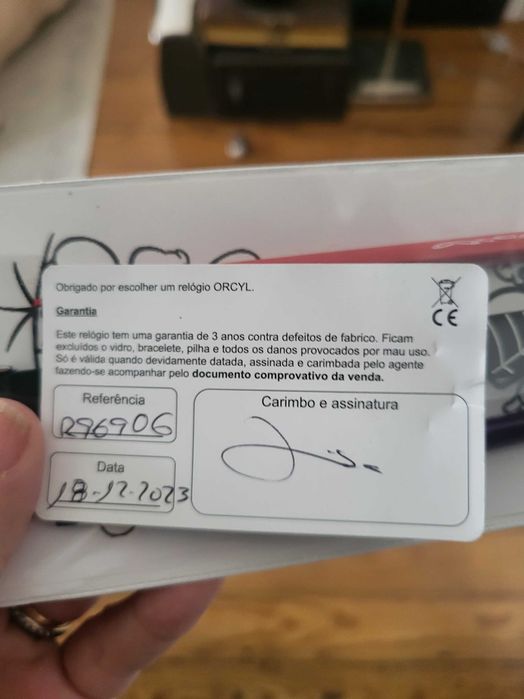 Obrigado por escolher um relógio ORCYL.
Garantia
Este relógio tem uma garantia de 3 anos contra defeitos de fabrico. Ficam
excluídos o vidro, bracelete, pilha e todos os danos provocados por mau uso.
Só é válida quando devidamente datada, assinada e carimbada pelo agente
fazendo-se acompanhar pelo documento comprovativo da venda.
Referência
R96906
Data
18-12-2023
Carimbo e assinatura
CE